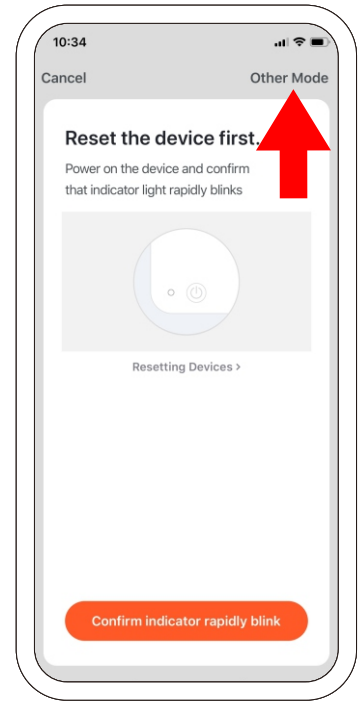 10:34
Cancel
Other Mode
Reset the device first.
Power on the device and confirm
that indicator light rapidly blinks
Resetting Devices >
Confirm indicator rapidly blink